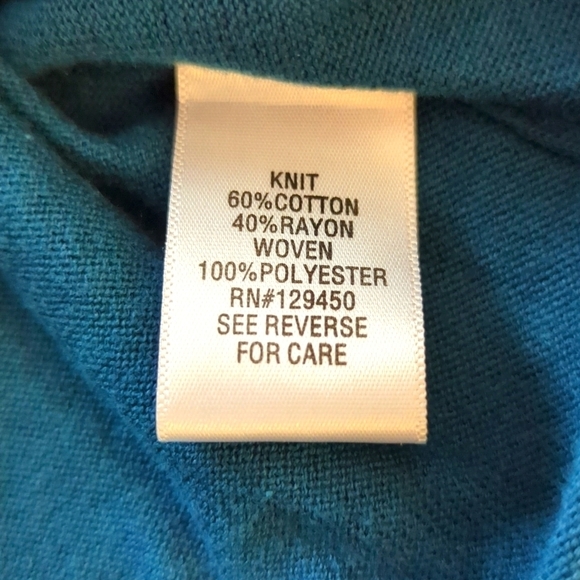 KNIT
60%COTTON
40%RAYON
WOVEN
100%POLYESTER
RN#129450
SEE REVERSE
FOR CARE